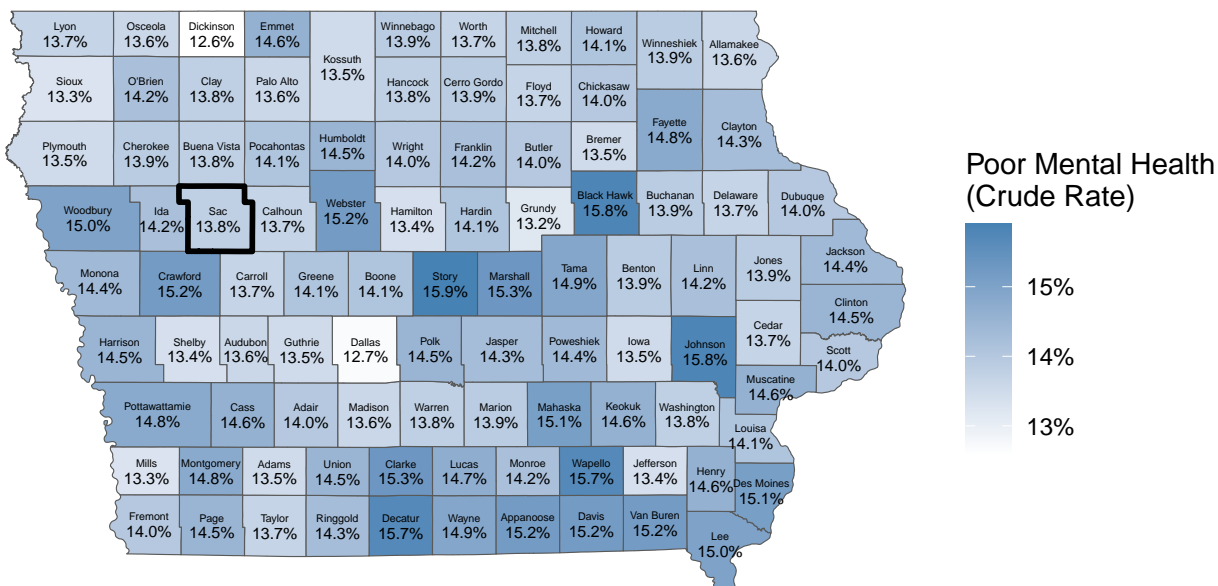 Lyon
13.7%
Osceola
13.6%
Dickinson
12.6%
Emmet
14.6%
Kossuth
13.5%
Winnebago
13.9%
Worth
13.7%
Mitchell
13.8%
Howard
14.1%
Winneshiek
13.9%
Allamakee
13.6%
Sioux
13.3%
O'Brien
14.2%
Clay
13.8%
Palo Alto
13.6%
Hancock
13.8%
Cerro Gordo
13.9%
Floyd
13.7%
Chickasaw
14.0%
Fayette
14.8%
Clayton
14.3%
Plymouth
13.5%
Cherokee
13.9%
Buena Vista
13.8%
Pocahontas
14.1%
Humboldt
14.5%
Wright
14.0%
Franklin
14.2%
Butler
14.0%
Bremer
13.5%
Woodbury
15.0%
Ida
14.2%
Sac
13.8%
Calhoun
13.7%
Webster
15.2%
Hamilton
13.4%
Hardin
14.1%
Grundy
13.2%
Black Hawk
15.8%
Buchanan
13.9%
Delaware
13.7%
Dubuque
14.0%
Monona
14.4%
Crawford
15.2%
Carroll
13.7%
Greene
14.1%
Boone
14.1%
Story
15.9%
Marshall
15.3%
Tama
14.9%
Benton
13.9%
Linn
14.2%
Jones
13.9%
Jackson
14.4%
Clinton
14.5%
Harrison
14.5%
Shelby
13.4%
Audubon
13.6%
Guthrie
13.5%
Dallas
12.7%
Polk
14.5%
Jasper
14.3%
Poweshiek
14.4%
Iowa
13.5%
Johnson
15.8%
Cedar
13.7%
Scott
14.0%
Muscatine
14.6%
Pottawattamie
14.8%
Cass
14.6%
Adair
14.0%
Madison
13.6%
Warren
13.8%
Marion
13.9%
Mahaska
15.1%
Keokuk
14.6%
Washington
13.8%
Louisa
14.1%
Mills
13.3%
Montgomery
14.8%
Adams
13.5%
Union
14.5%
Clarke
15.3%
Lucas
14.7%
Monroe
14.2%
Wapello
15.7%
Jefferson
13.4%
Henry
14.6%
Des Moines
15.1%
Fremont
14.0%
Page
14.5%
Taylor
13.7%
Ringgold
14.3%
Decatur
15.7%
Wayne
14.9%
Appanoose
15.2%
Davis
15.2%
Van Buren
15.2%
Lee
15.0%
Poor Mental Health
(Crude Rate)
15%
14%
13%